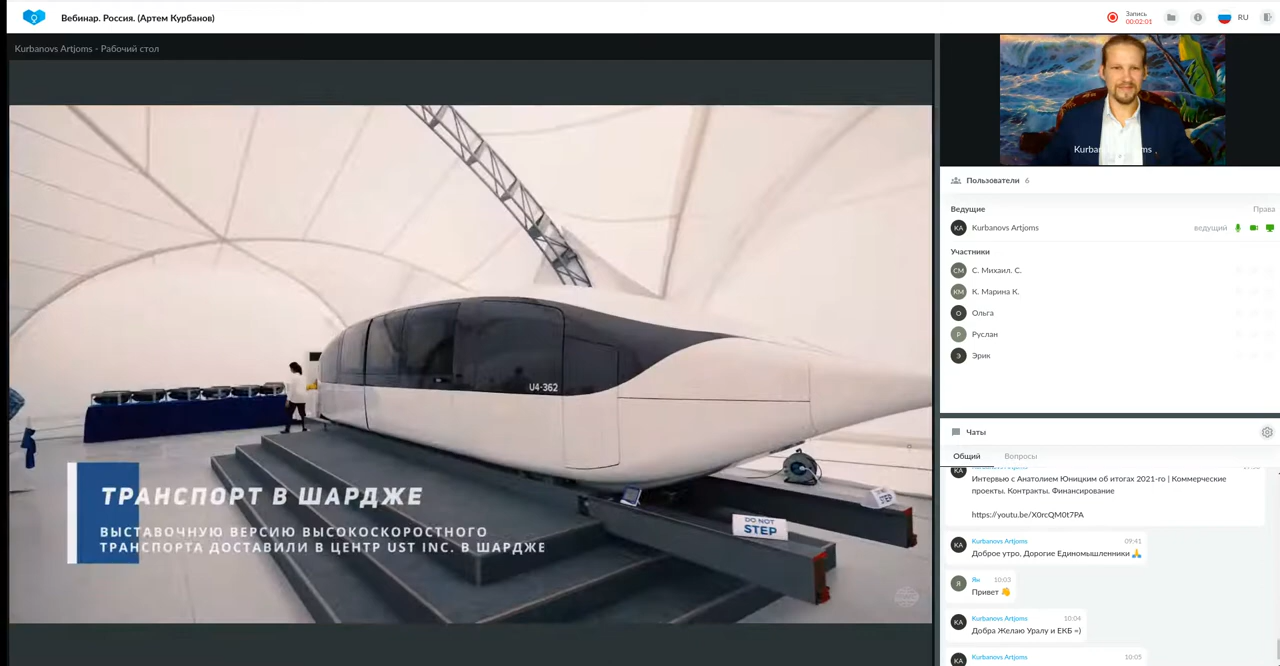 Вебинар. Россия. (Артем Курбанов)
Запись
00:02:01
RU
Kurbanovs Artjoms - Рабочий стол
U4-362
DO NOT
STEP
STEP
ТРАНСПОРТ В ШАРДЖЕ
ВЫСТАВОЧНУЮ ВЕРСИЮ ВЫСОКОСКОРОСТНОГО
ТРАНСПОРТА ДОСТАВИЛИ В ЦЕНТР UST INC. В ШАРДЖЕ
Пользователи 6
Ведущие Права
KA Kurbanovs Artjoms ведущий
Участники
СМ С. Михаил. С.
КМ К. Марина К.
О Ольга
Р Руслан
Э Эрик
Чаты
Общий Вопросы
KA
Интервью с Анатолием Юницким об итогах 2021-го | Коммерческие
проекты. Контракты. Финансирование
https://youtu.be/X0rcQM0t7PA
KA Kurbanovs Artjoms 09:41
Доброе утро, Дорогие Единомышленники 🙏
Я Ян 10:03
Привет 👋
KA Kurbanovs Artjoms 10:04
Добра Желаю Уралу и ЕКБ =)
KA Kurbanovs Artjoms 10:05